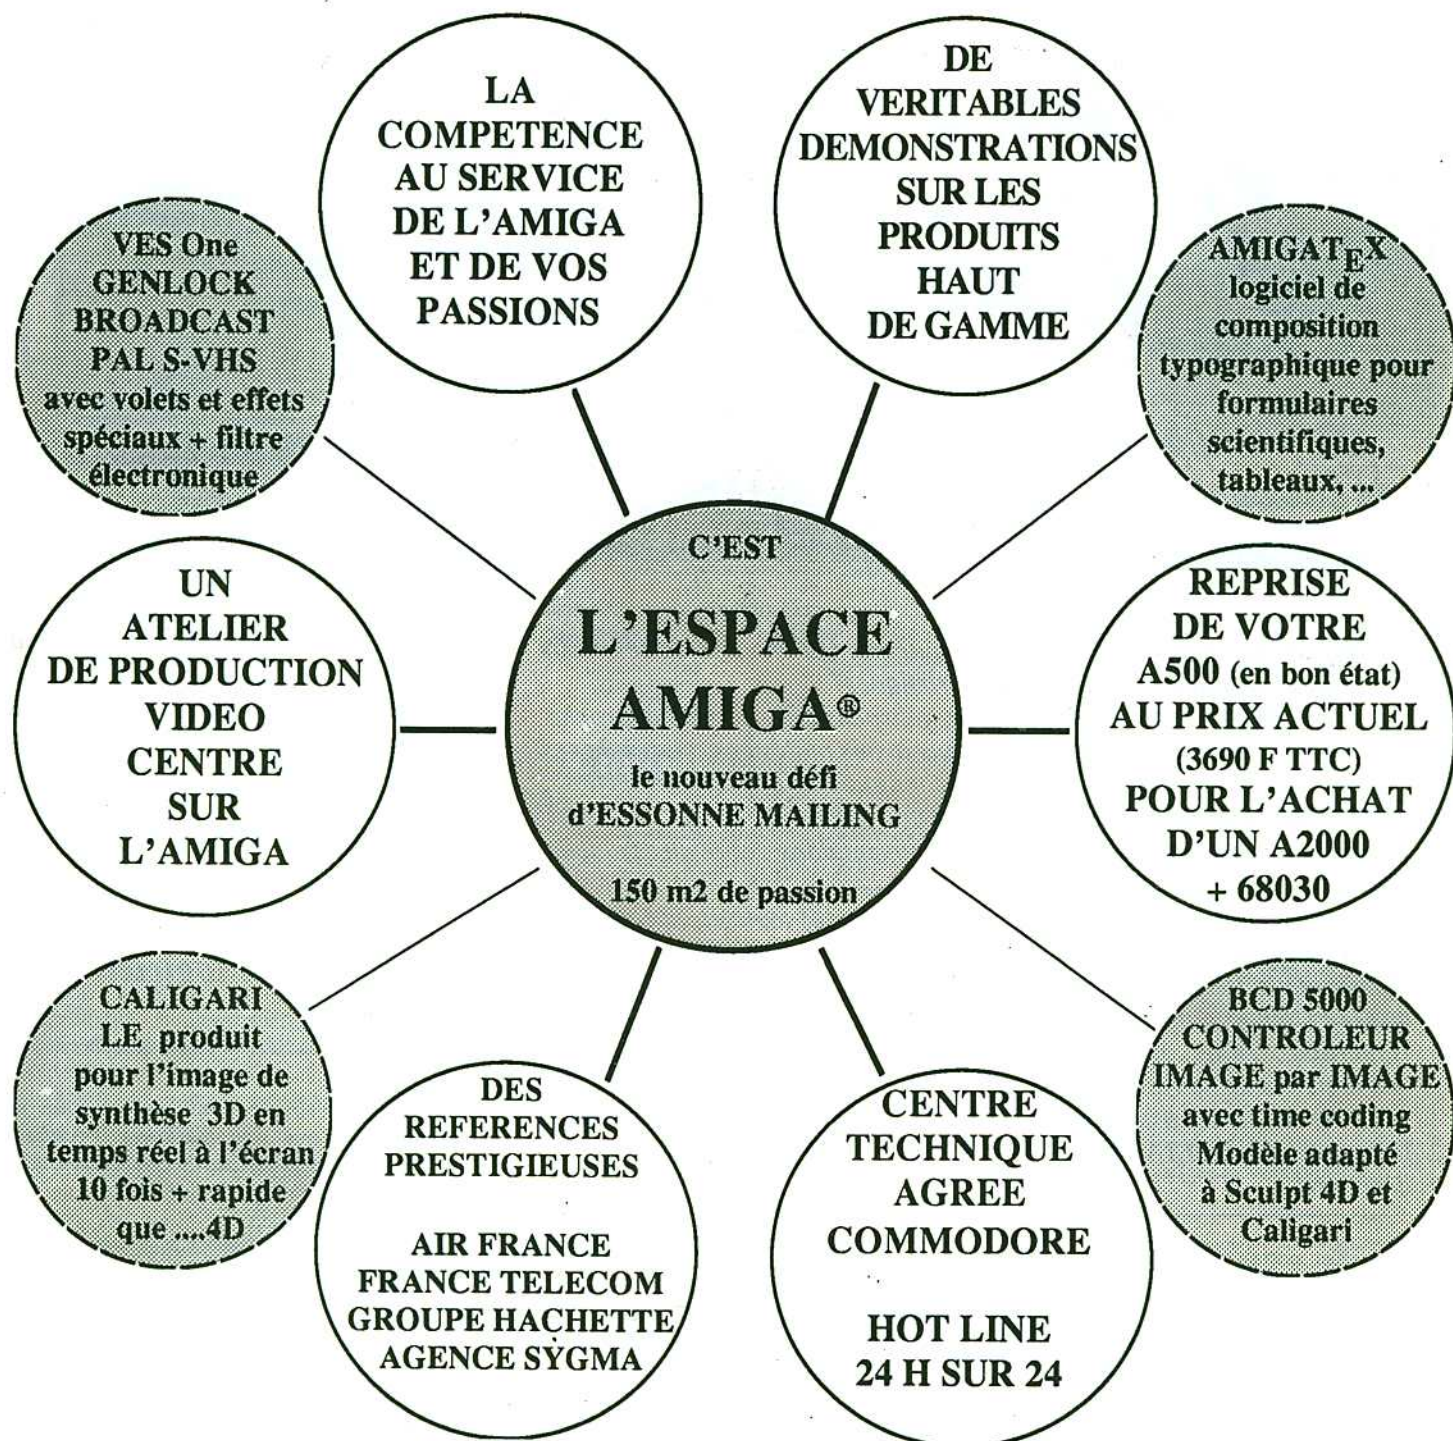 LA
COMPETENCE
AU SERVICE
DE L'AMIGA
ET DE VOS
PASSIONS
DE
VERITABLES
DEMONSTRATIONS
SUR LES
PRODUITS
HAUT
DE GAMME
VES One
GENLOCK
BROADCAST
PAL S-VHS
avec volets et effets
spéciaux + filtre
électronique
AMIGATEX
logiciel de
composition
typographique pour
formulaires
scientifiques,
tableaux, ...
UN
ATELIER
DE PRODUCTION
VIDEO
CENTRE
SUR
L'AMIGA
C'EST
L'ESPACE
AMIGA®
le nouveau défi
d'ESSONNE MAILING
150 m2 de passion
REPRISE
DE VOTRE
A500 (en bon état)
AU PRIX ACTUEL
(3690 F TTC)
POUR L'ACHAT
D'UN A2000
+ 68030
CALIGARI
LE produit
pour l'image de
synthèse 3D en
temps réel à l'écran
10 fois + rapide
que ....4D
DES
REFERENCES
PRESTIGIEUSES
AIR FRANCE
FRANCE TELECOM
GROUPE HACHETTE
AGENCE SYGMA
CENTRE
TECHNIQUE
AGREE
COMMODORE
HOT LINE
24 H SUR 24
BCD 5000
CONTROLEUR
IMAGE par IMAGE
avec time coding
Modèle adapté
à Sculpt 4D et
Caligari